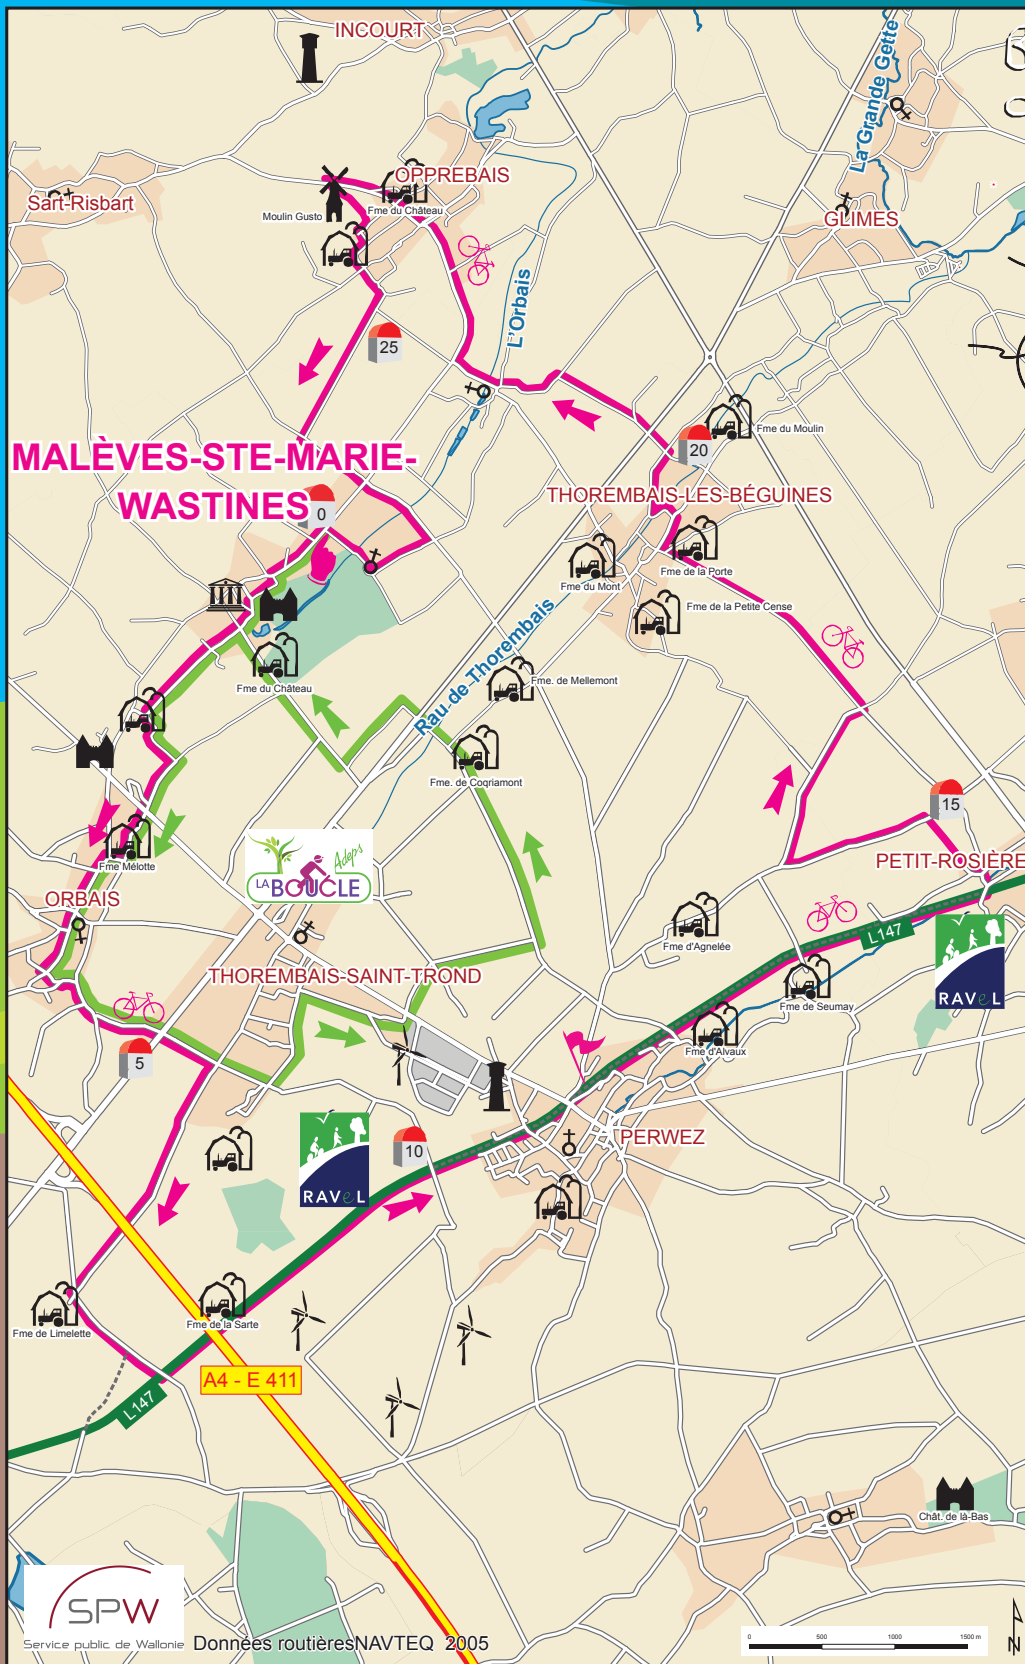 INCOURT
La Grande Gette
OPPREBAIS
Sart-Risbart
Fme du Château
Moulin Gusto
GLIMES
L'Orbais
25
Fme du Moulin
20
MALÈVES-STE-MARIE-
WASTINES
0
THOREMBAIS-LES-BÉGUINES
Fme de la Porte
Fme du Mont
Fme de la Petite Cense
Rau de Thorembais
Fme. de Mellemont
Fme du Château
Fme. de Coqriamont
15
Adeps
LA BOUCLE
Fme Mélotte
PETIT-ROSIÈRE
ORBAIS
L147
Fme d'Agnelée
THOREMBAIS-SAINT-TROND
RAVeL
Fme de Seumay
Fme d'Alvaux
5
PERWEZ
10
RAVeL
Fme de Limelette
Fme de la Sarte
A4 - E 411
L147
Chât. de là-Bas
SPW
Service public de Wallonie
Données routièresNAVTEQ 2005
0 500 1000 1500 m
N